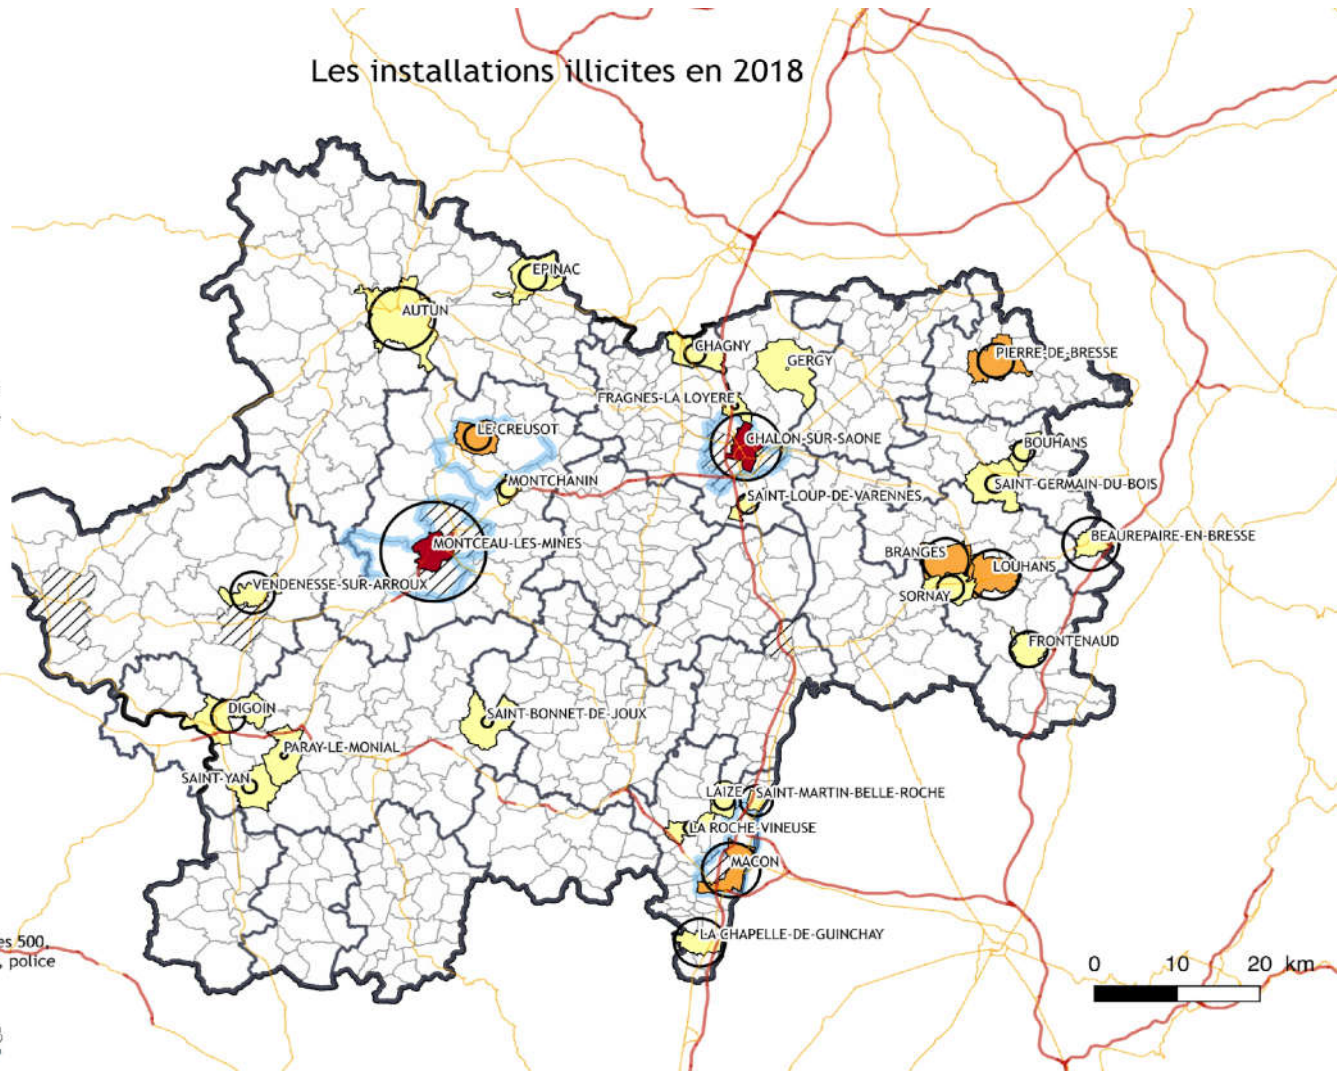 Les installations illicites en 2018
EPINAC
AUTUN
CHAGNY
GERGY
PIERRE-DE-BRESSE
FRAGNES-LA LOYERE
LE CREUSOT
CHALON-SUR-SAONE
BOUHANS
MONTCHANIN
SAINT-GERMAIN-DU-BOIS
SAINT-LOUP-DE-VARENNES
MONTCEAU-LES-MINES
BEAUREPAIRE-EN-BRESSE
BRANGES
LOUHANS
VENDENESSE-SUR-ARROUX
SORNAY
FRONTENAUD
DIGOIN
SAINT-BONNET-DE-JOUX
PARAY-LE-MONIAL
SAINT-YAN
LAIZE
SAINT-MARTIN-BELLE-ROCHE
LA ROCHE-VINEUSE
MACON
LA CHAPELLE-DE-GUINCHAY
es 500,
, police
0 10 20 km